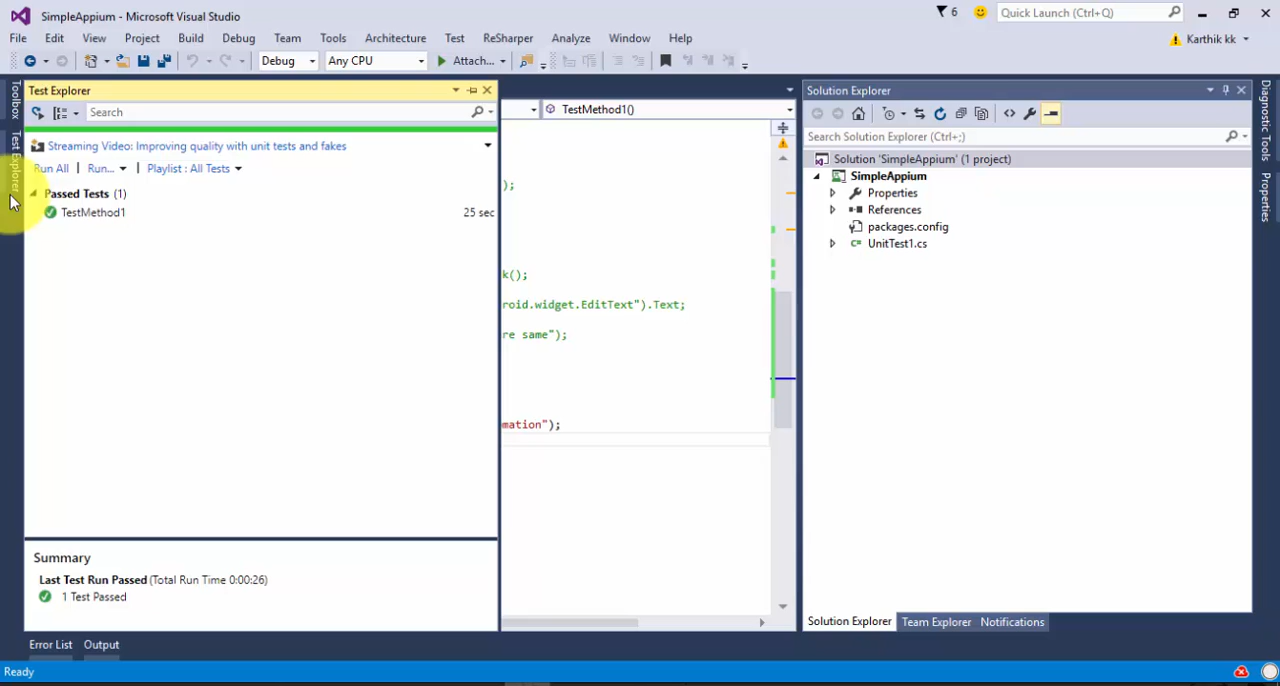 SimpleAppium - Microsoft Visual Studio
6
Quick Launch (Ctrl+Q)
File Edit View Project Build Debug Team Tools Architecture Test ReSharper Analyze Window Help
Karthik kk
Debug Any CPU Attach...
Toolbox
Test Explorer
Test Explorer
Search
Streaming Video: Improving quality with unit tests and fakes
Run All | Run... | Playlist : All Tests
Passed Tests (1)
TestMethod1 25 sec
Summary
Last Test Run Passed (Total Run Time 0:00:26)
1 Test Passed
TestMethod1()
);
k();
roid.widget.EditText").Text;
re same");
mation");
Solution Explorer
Search Solution Explorer (Ctrl+;)
Solution 'SimpleAppium' (1 project)
SimpleAppium
Properties
References
packages.config
UnitTest1.cs
Solution Explorer Team Explorer Notifications
Diagnostic Tools
Properties
Error List Output
Ready